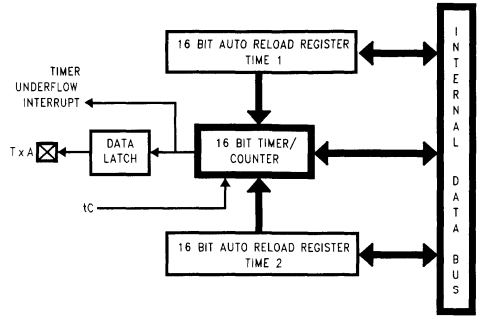 16 BIT AUTO RELOAD REGISTER
TIME 1
TIMER
UNDERFLOW
INTERRUPT
TxA
DATA
LATCH
16 BIT TIMER/
COUNTER
tC
16 BIT AUTO RELOAD REGISTER
TIME 2
INTERNAL DATA BUS